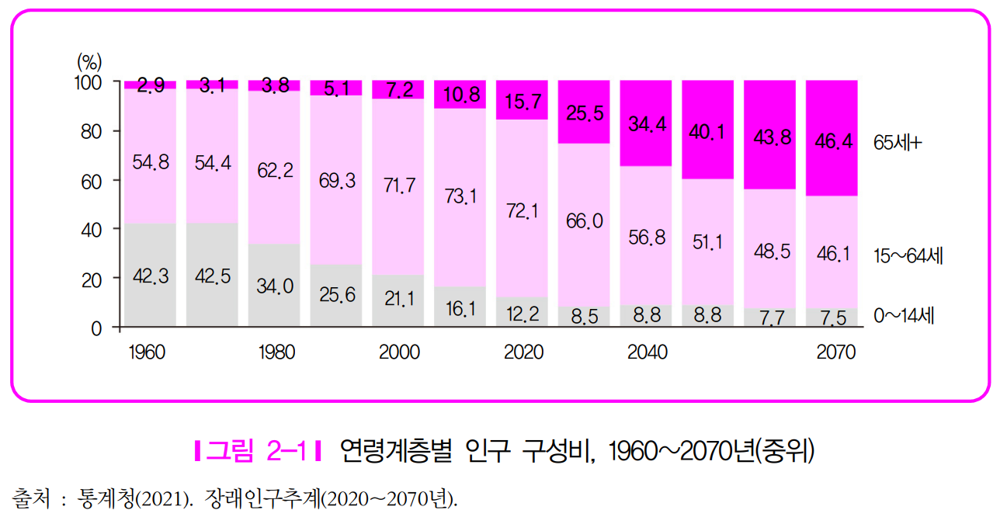 (%)
100
80
60
40
20
0
2.9 3.1 3.8 5.1 7.2 10.8 15.7 25.5 34.4 40.1 43.8 46.4
65세+
54.8 54.4 62.2 69.3 71.7 73.1 72.1 66.0 56.8 51.1 48.5 46.1
15～64세
42.3 42.5 34.0 25.6 21.1 16.1 12.2 8.5 8.8 8.8 7.7 7.5
0～14세
1960 1980 2000 2020 2040 2070
그림 2-1 연령계층별 인구 구성비, 1960～2070년(중위)
출처 : 통계청(2021). 장래인구추계(2020～2070년).